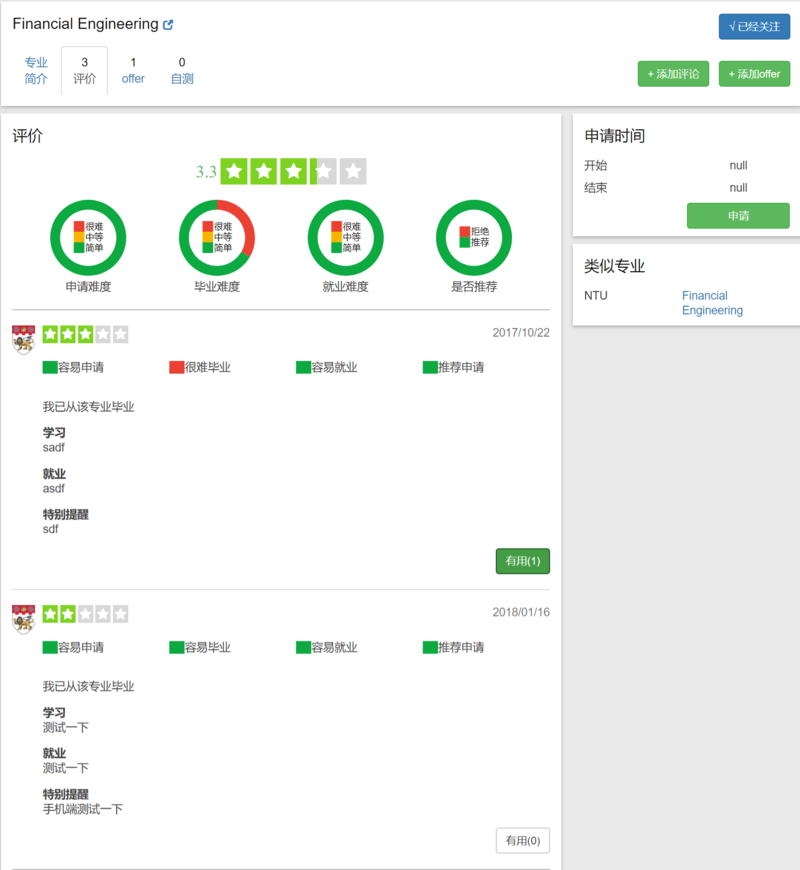 Financial Engineering
√ 已经关注
专业
简介
3
评价
1
offer
0
自测
+ 添加评论
+ 添加offer
评价
3.3
很难
中等
简单
申请难度
很难
中等
简单
毕业难度
很难
中等
简单
就业难度
拒绝
推荐
是否推荐
2017/10/22
容易申请
很难毕业
容易就业
推荐申请
我已从该专业毕业
学习
sadf
就业
asdf
特别提醒
sdf
有用(1)
2018/01/16
容易申请
容易毕业
容易就业
推荐申请
我已从该专业毕业
学习
测试一下
就业
测试一下
特别提醒
手机端测试一下
有用(0)
申请时间
开始 null
结束 null
申请
类似专业
NTU Financial
Engineering